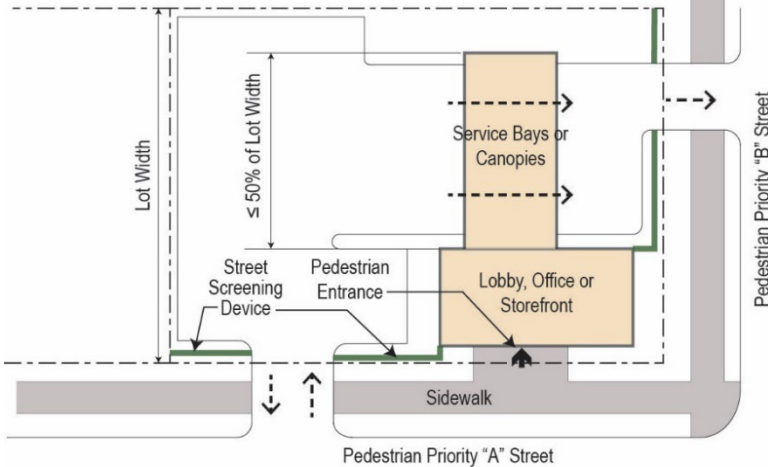 Lot Width
≤ 50% of Lot Width
Service Bays or
Canopies
Pedestrian Priority "B" Street
Street
Screening
Device
Pedestrian
Entrance
Lobby, Office or
Storefront
Sidewalk
Pedestrian Priority "A" Street